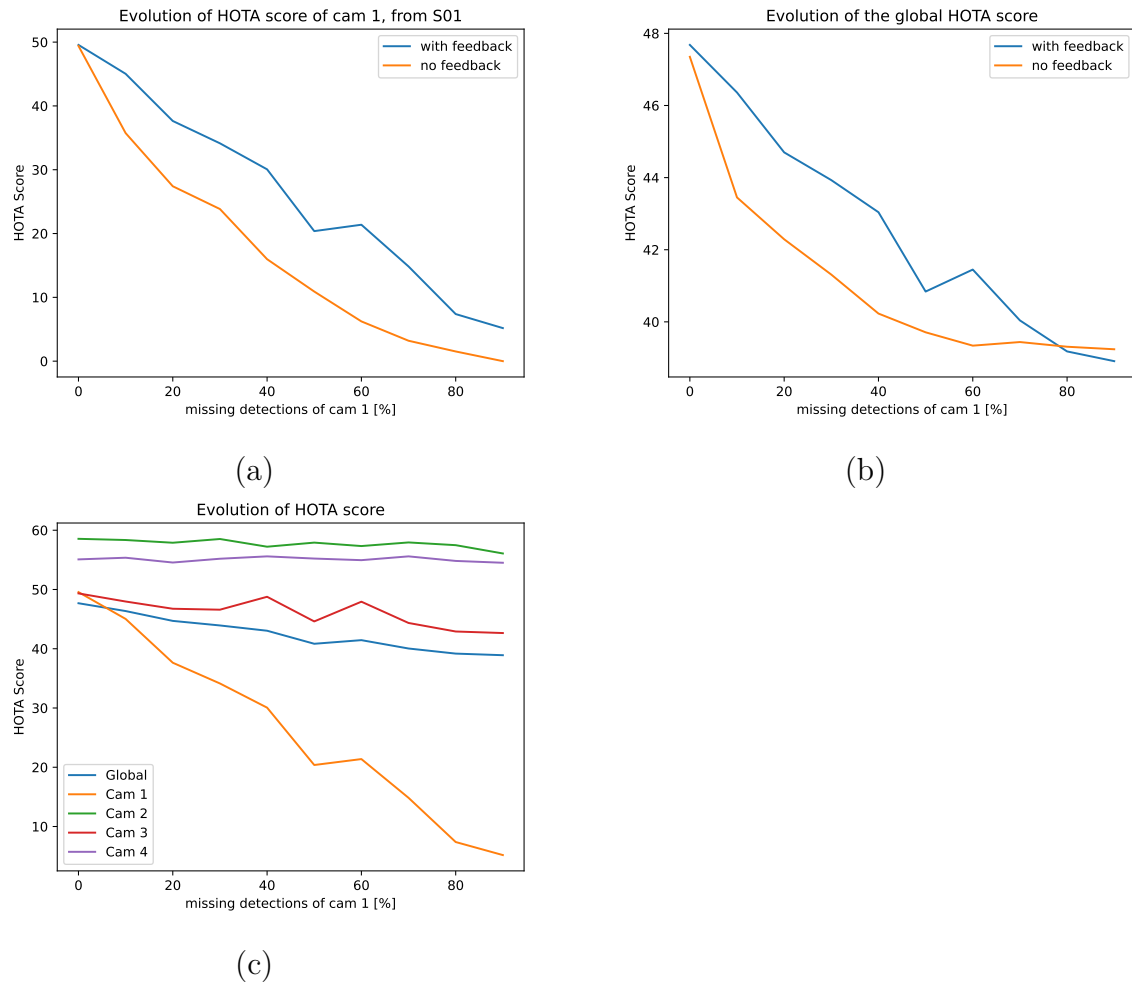 Evolution of HOTA score of cam 1, from S01
HOTA Score
50
40
30
20
10
0
with feedback
no feedback
0 20 40 60 80
missing detections of cam 1 [%]
(a)
Evolution of the global HOTA score
HOTA Score
48
46
44
42
40
with feedback
no feedback
0 20 40 60 80
missing detections of cam 1 [%]
(b)
Evolution of HOTA score
HOTA Score
60
50
40
30
20
10
Global
Cam 1
Cam 2
Cam 3
Cam 4
0 20 40 60 80
missing detections of cam 1 [%]
(c)